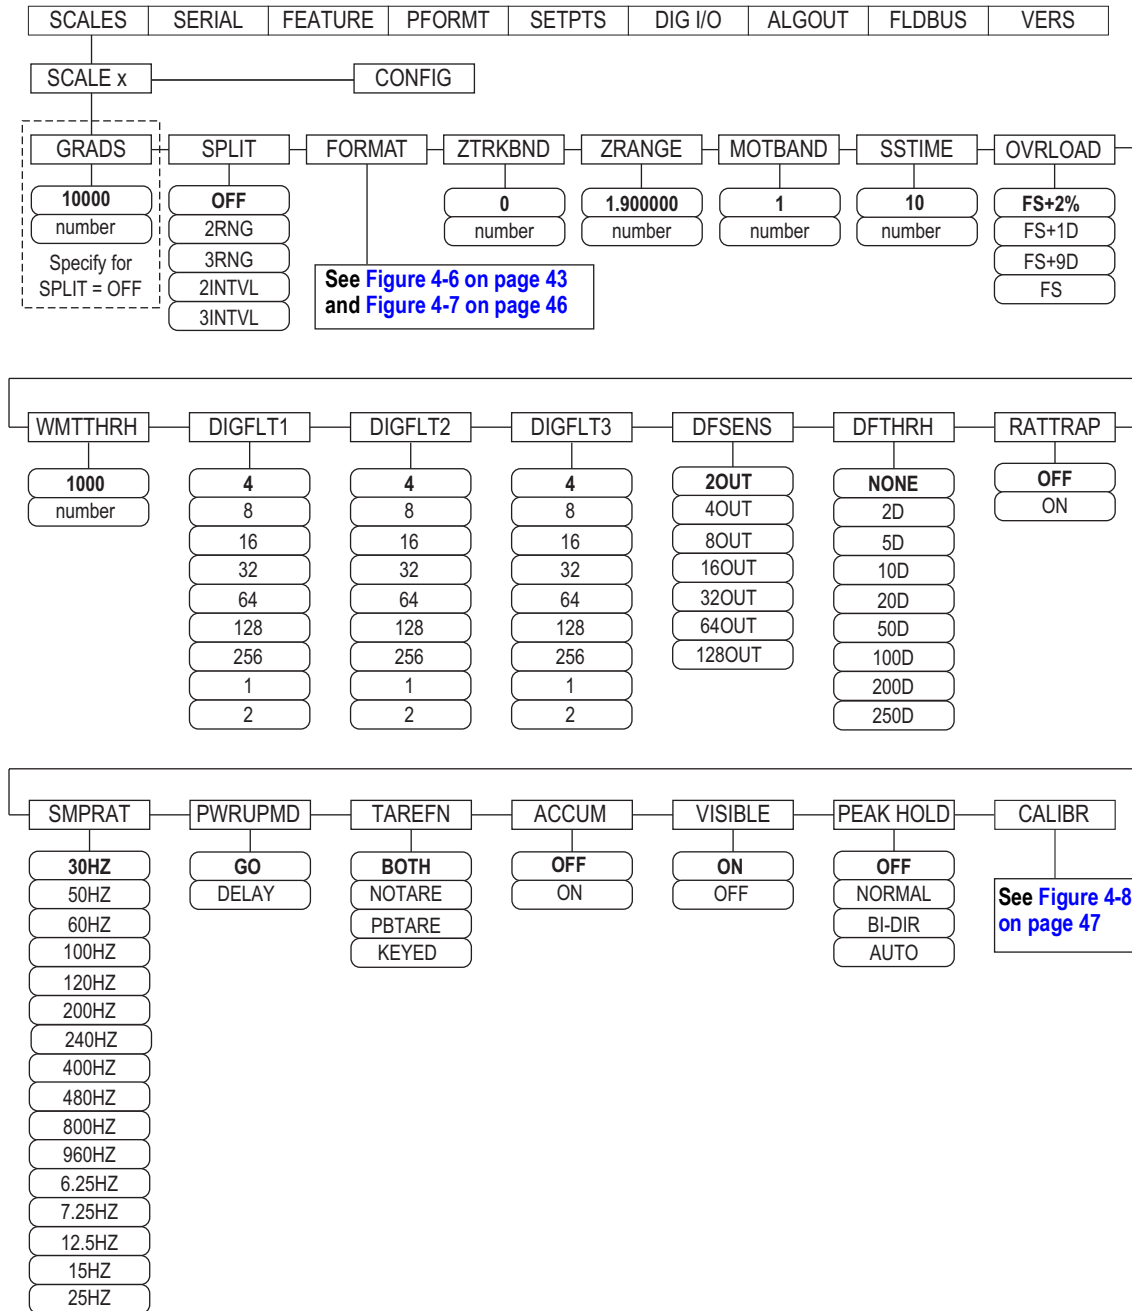 SCALES SERIAL FEATURE PFORMT SETPTS DIG I/O ALGOUT FLDBUS VERS
SCALE x CONFIG
GRADS SPLIT FORMAT ZTRKBND ZRANGE MOTBAND SSTIME OVRLOAD
10000 OFF 0 1.900000 1 10 FS+2%
number 2RNG number number number number FS+1D
Specify for 3RNG FS+9D
SPLIT = OFF 2INTVL See Figure 4-6 on page 43 FS
3INTVL and Figure 4-7 on page 46
WMTTHRH DIGFLT1 DIGFLT2 DIGFLT3 DFSENS DFTHRH RATTRAP
1000 4 4 4 2OUT NONE OFF
number 8 8 8 4OUT 2D ON
16 16 16 8OUT 5D
32 32 32 16OUT 10D
64 64 64 32OUT 20D
128 128 128 64OUT 50D
256 256 256 128OUT 100D
1 1 1 200D
2 2 2 250D
SMPRAT PWRUPMD TAREFN ACCUM VISIBLE PEAK HOLD CALIBR
30HZ GO BOTH OFF ON OFF
50HZ DELAY NOTARE ON OFF NORMAL See Figure 4-8
60HZ PBTARE BI-DIR on page 47
100HZ KEYED AUTO
120HZ
200HZ
240HZ
400HZ
480HZ
800HZ
960HZ
6.25HZ
7.25HZ
12.5HZ
15HZ
25HZ